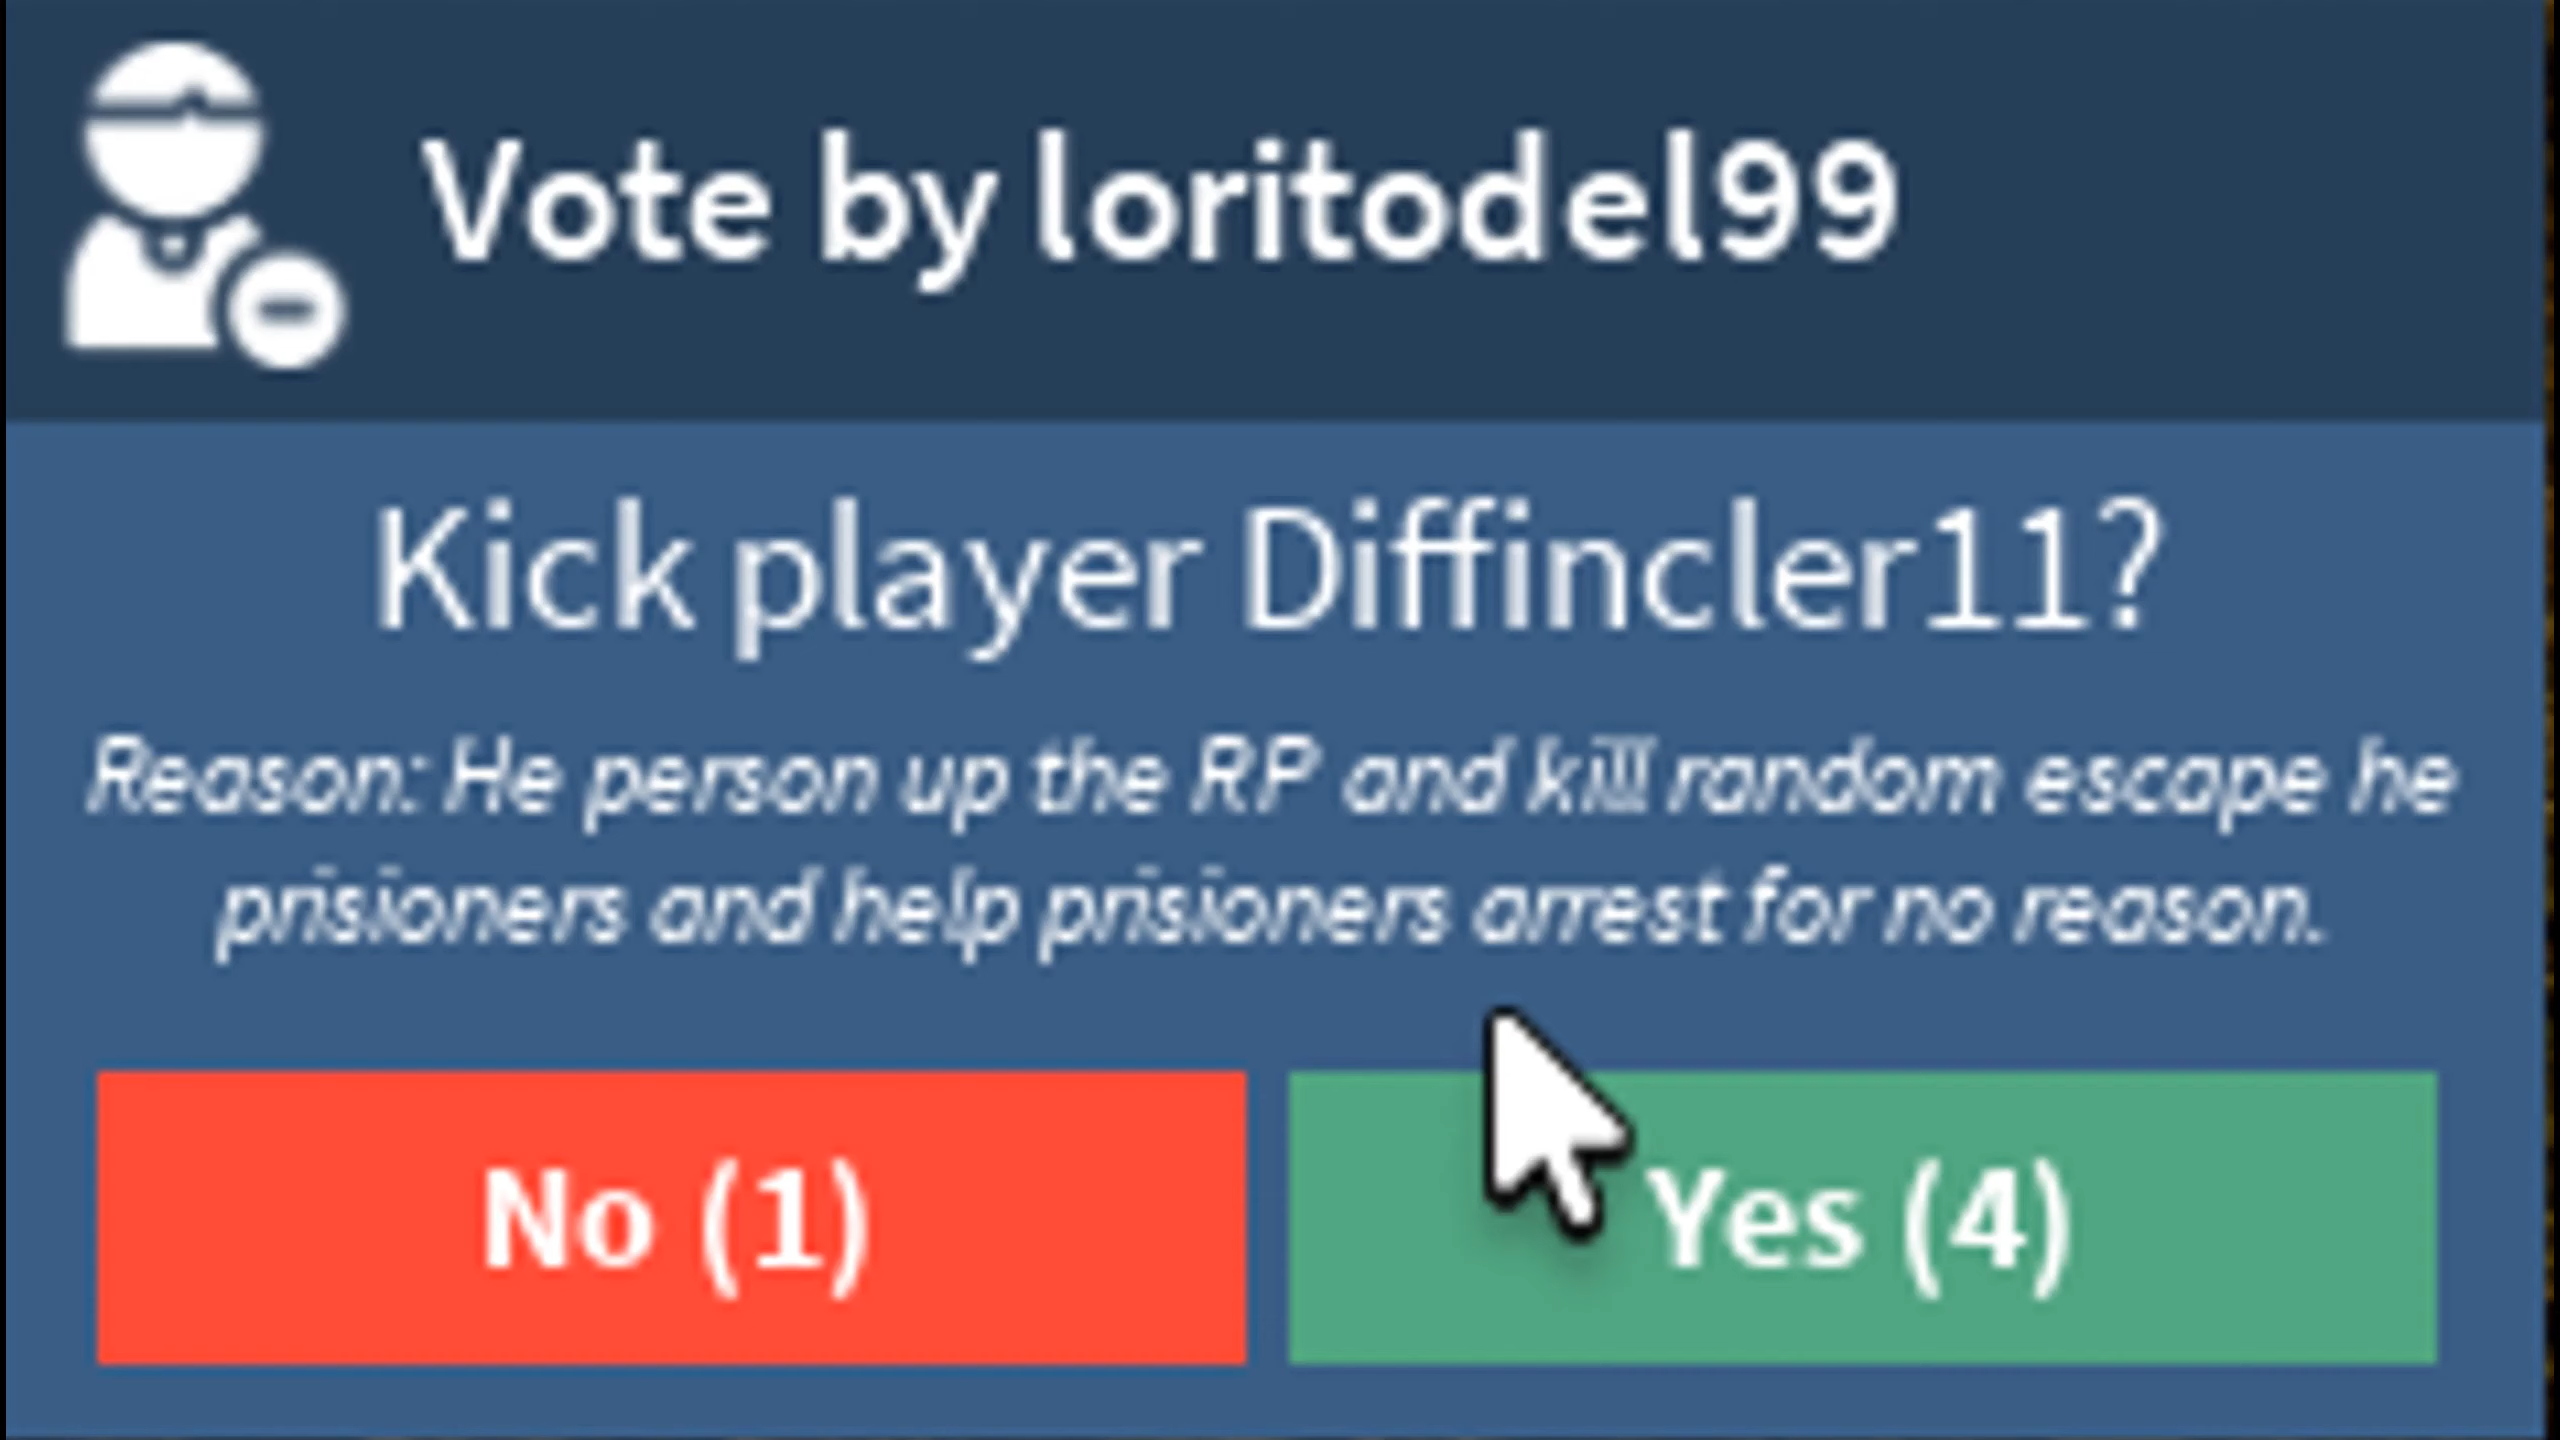 Vote by loritodel99
Kick player Diffincler11?
Reason: He person up the RP and kill random escape he
prisioners and help prisioners arrest for no reason.
No (1)
Yes (4)